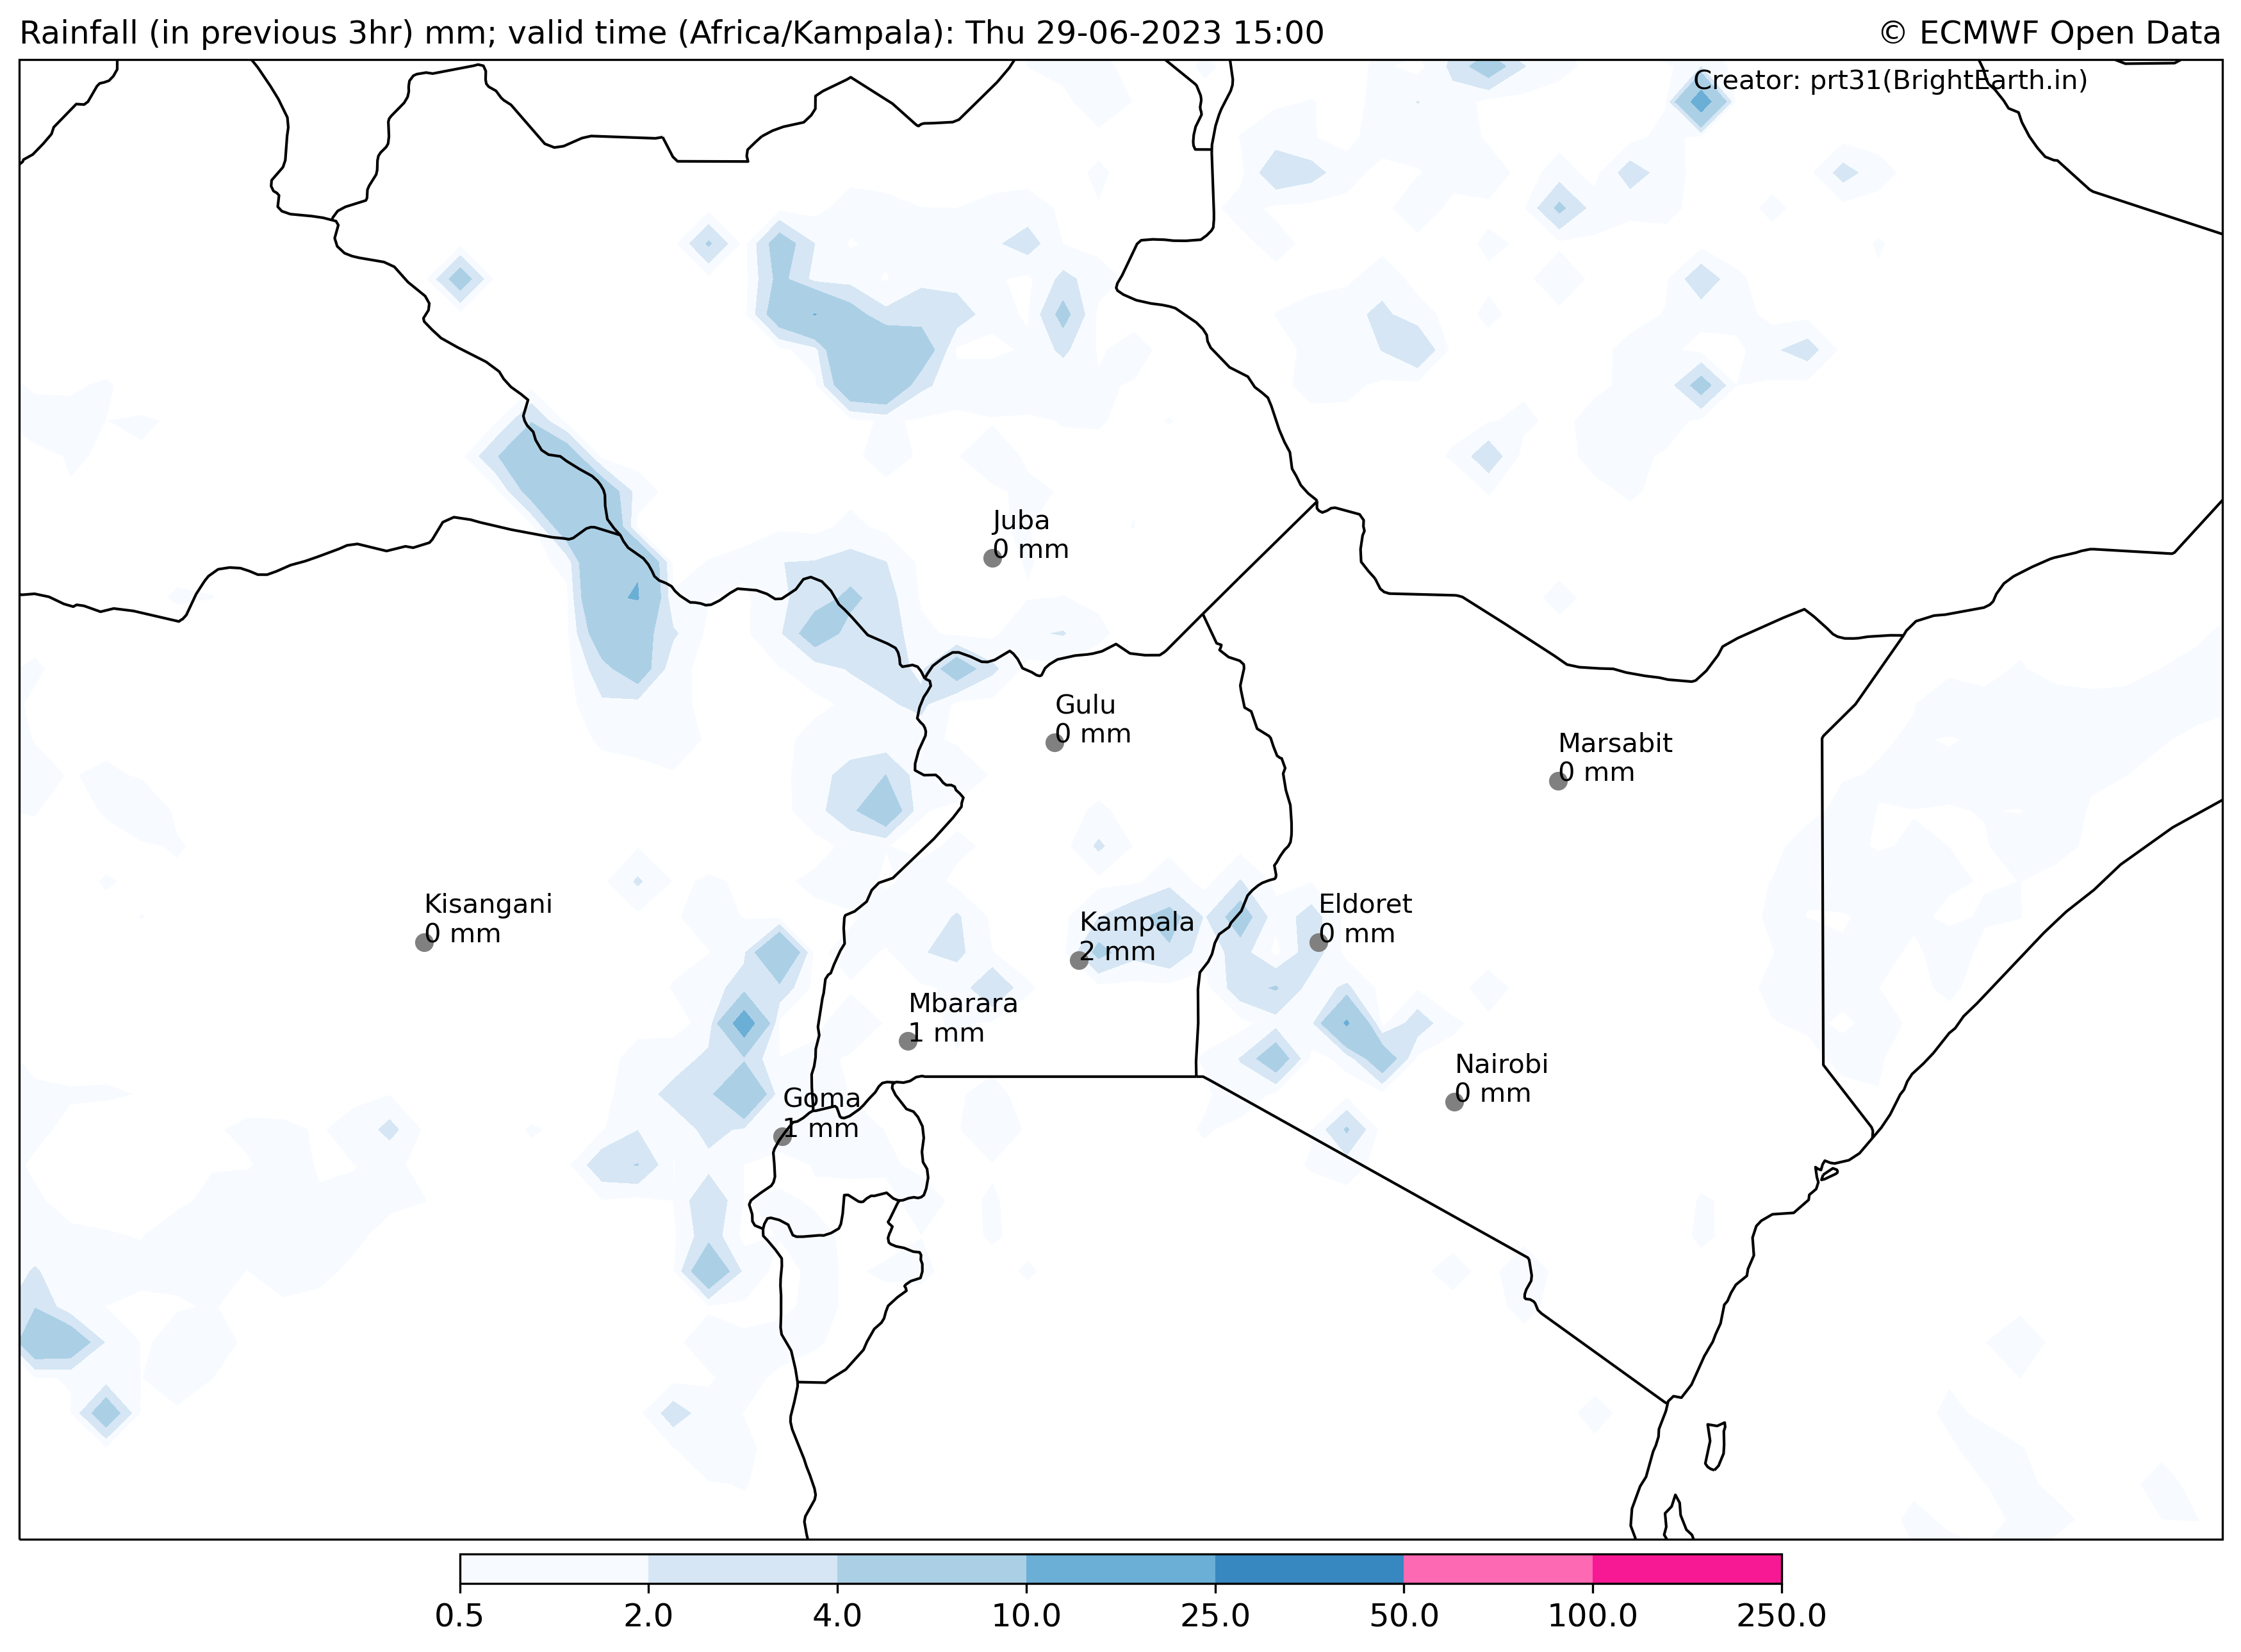 Rainfall (in previous 3hr) mm; valid time (Africa/Kampala): Thu 29-06-2023 15:00
© ECMWF Open Data
Creator: prt31(BrightEarth.in)
Juba
0 mm
Gulu
0 mm
Marsabit
0 mm
Kisangani
0 mm
Kampala
2 mm
Eldoret
0 mm
Mbarara
1 mm
Nairobi
0 mm
Goma
1 mm
0.5 2.0 4.0 10.0 25.0 50.0 100.0 250.0